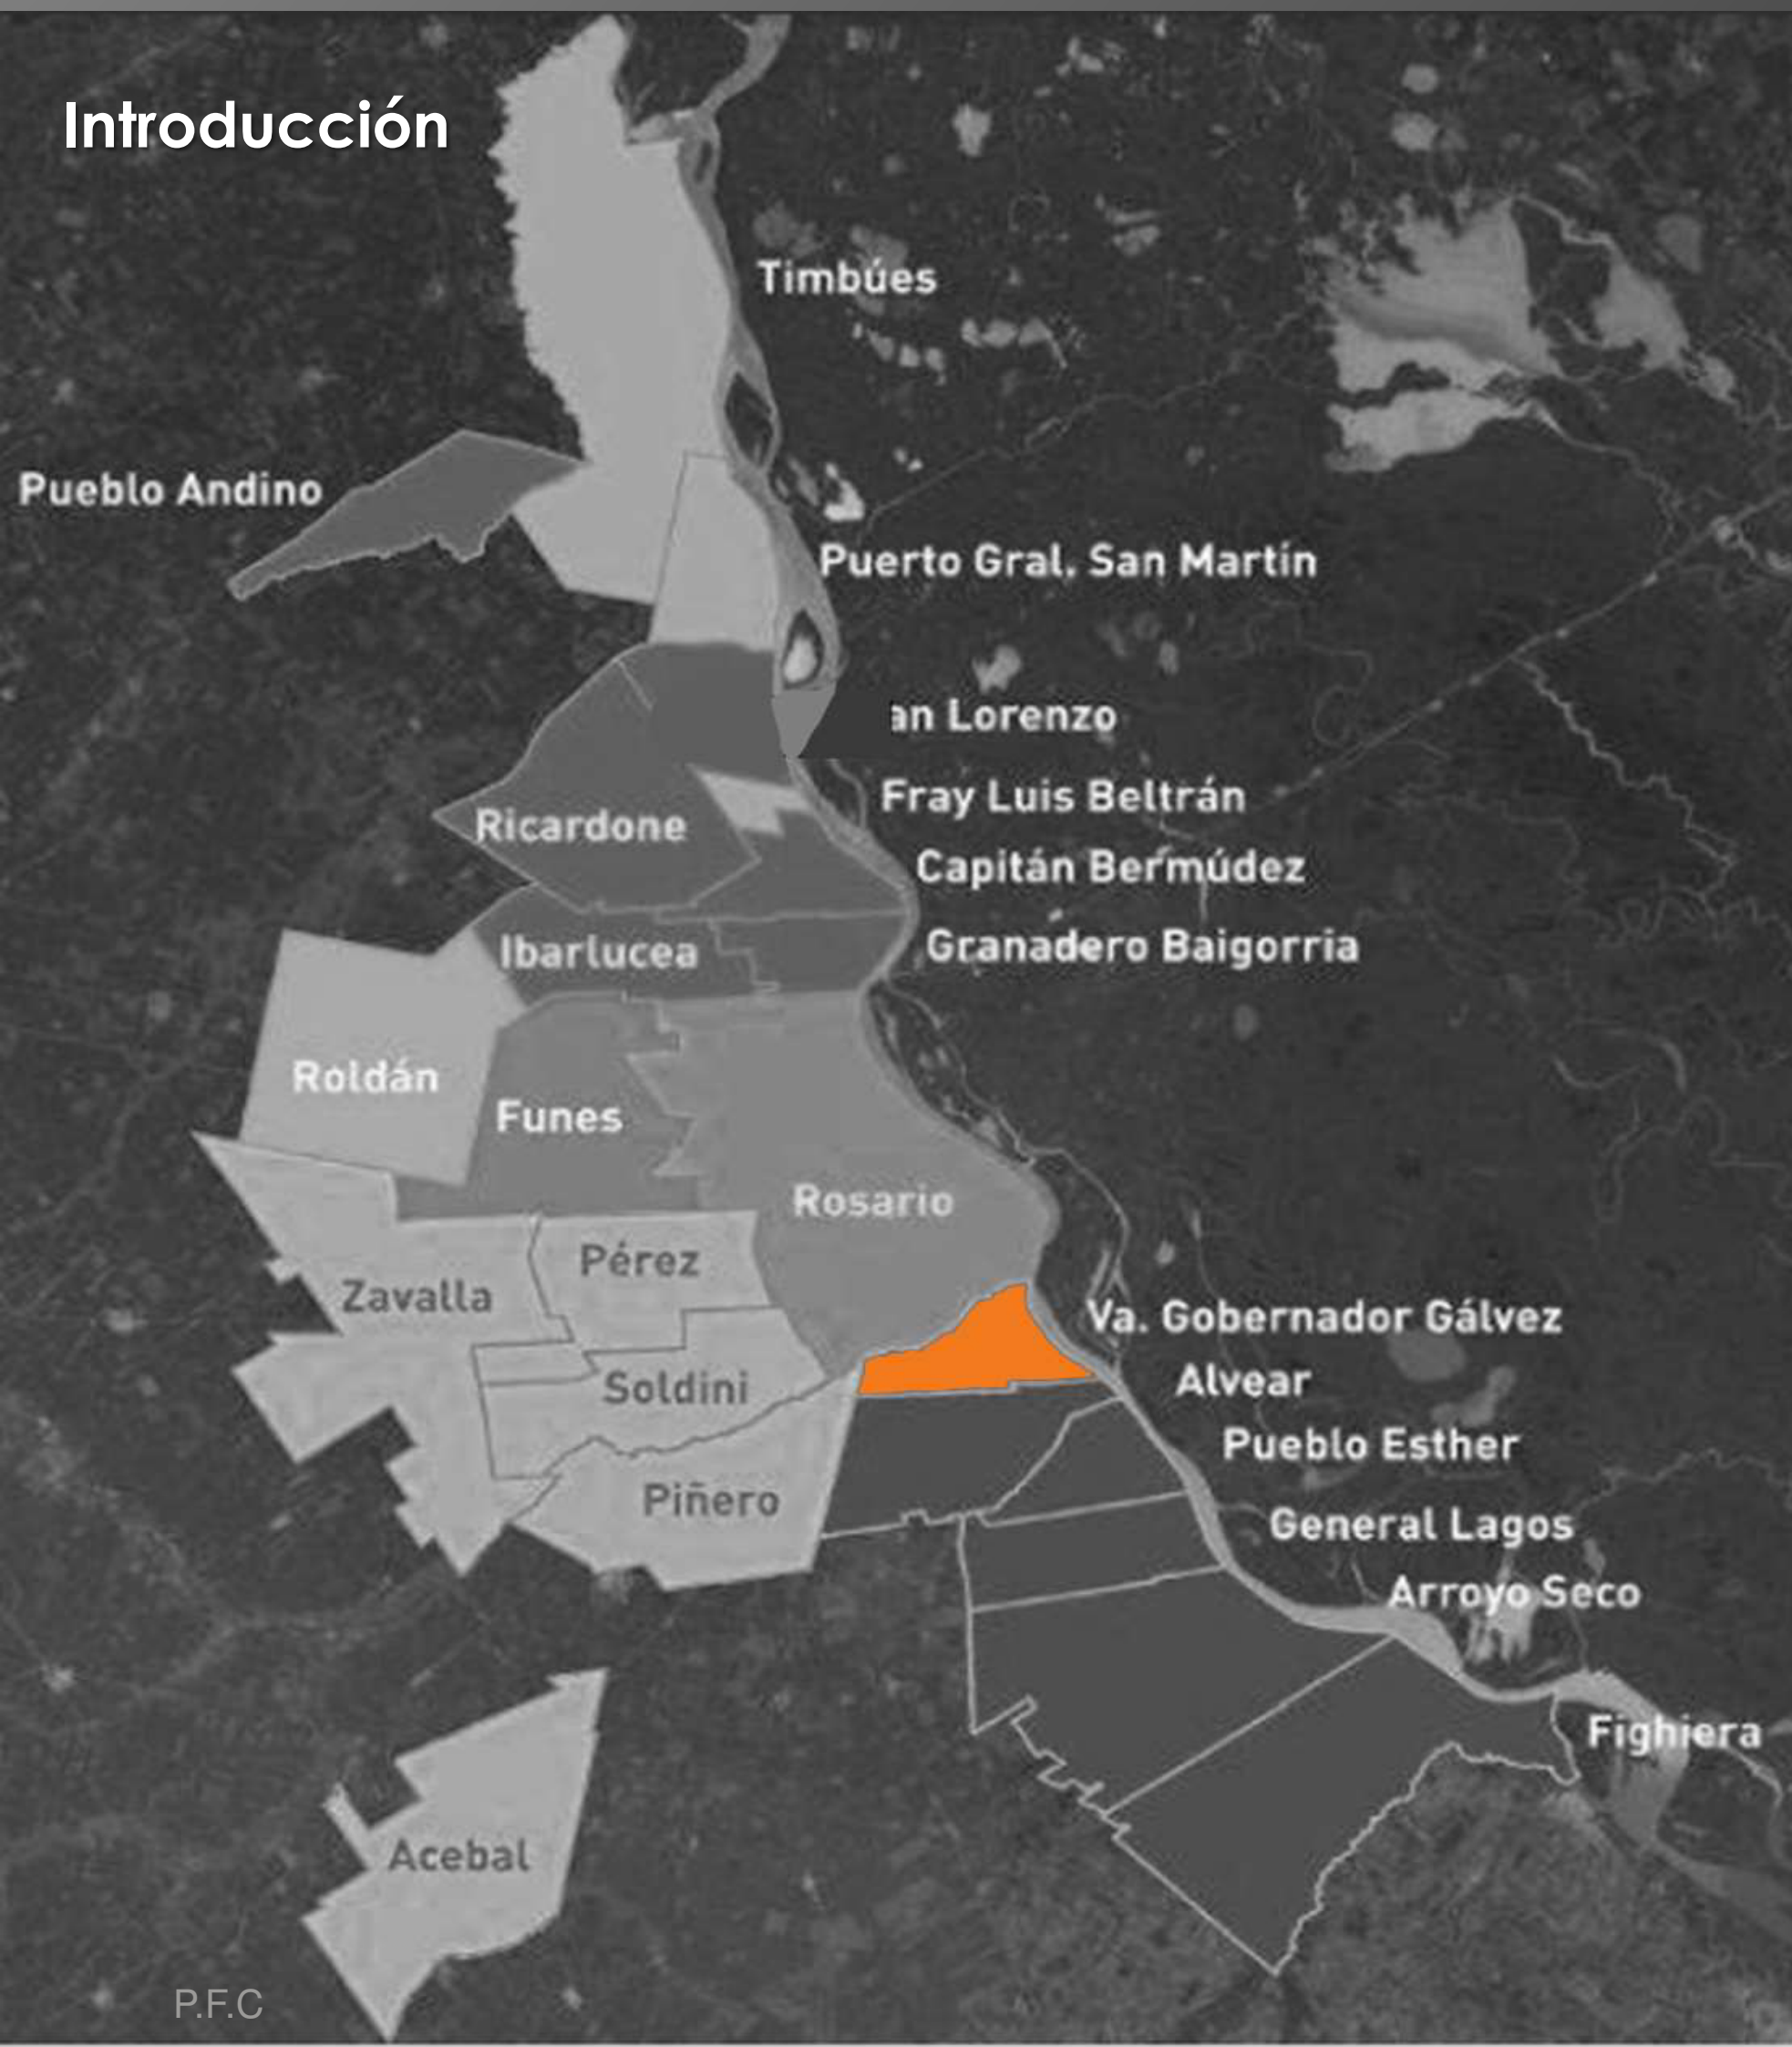 Introducción
Timbúes
Pueblo Andino
Puerto Gral. San Martín
an Lorenzo
Fray Luis Beltrán
Ricardone
Capitán Bermúdez
Granadero Baigorria
Ibarlucea
Roldán
Funes
Rosario
Pérez
Zavalla
Va. Gobernador Gálvez
Alvear
Soldini
Pueblo Esther
Piñero
General Lagos
Arroyo Seco
Fighiera
Acebal
P.F.C